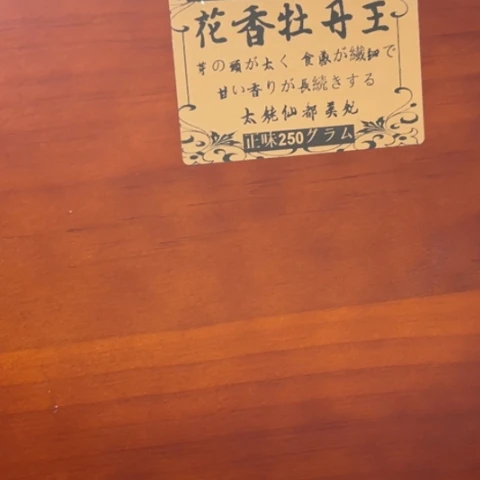 花香牡丹王
芽の頭が太く 食感が繊細で
甘い香りが長続きする
太姥仙都美処
正味250グラム